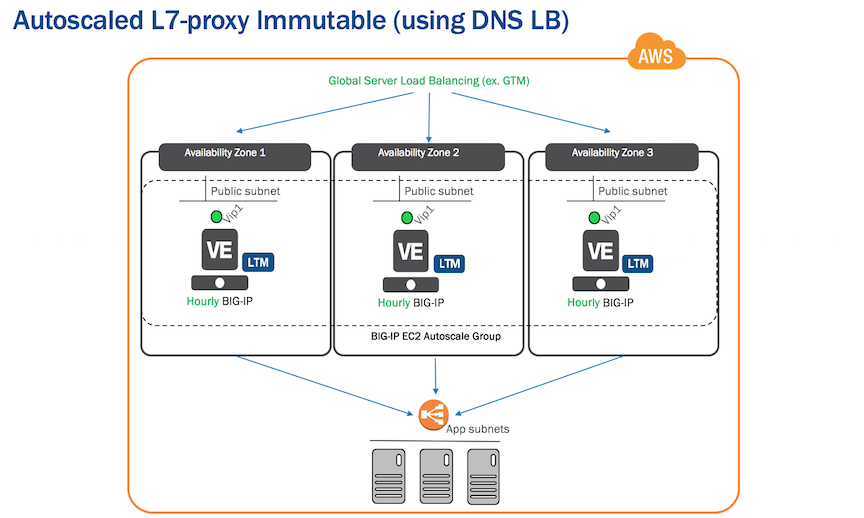 Autoscaled L7-proxy Immutable (using DNS LB)
AWS
Global Server Load Balancing (ex. GTM)
Availability Zone 1
Availability Zone 2
Availability Zone 3
Public subnet
Public subnet
Public subnet
Vip1
Vip1
Vip1
VE
VE
VE
LTM
LTM
LTM
Hourly BIG-IP
Hourly BIG-IP
Hourly BIG-IP
BIG-IP EC2 Autoscale Group
App subnets